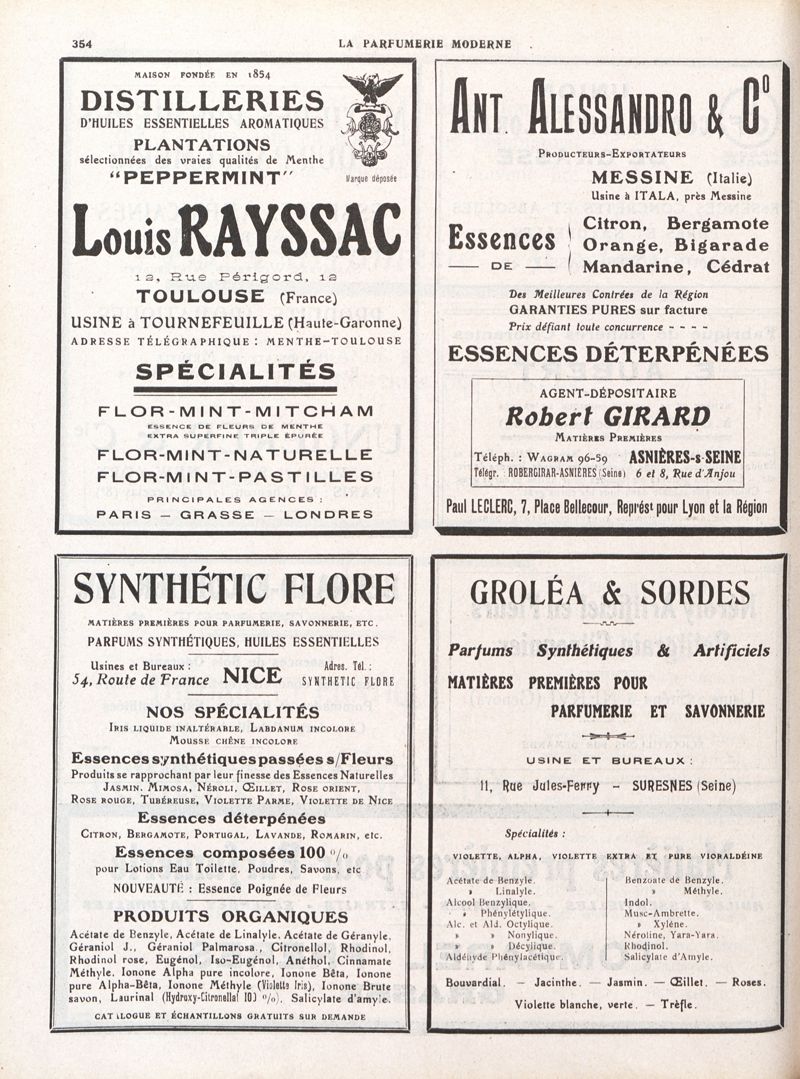 354
LA PARFUMERIE MODERNE
MAISON FONDÉE EN 1854
DISTILLERIES
D'HUILES ESSENTIELLES AROMATIQUES
PLANTATIONS
sélectionnées des vraies qualités de Menthe
"PEPPERMINT"
Marque déposée
Louis RAYSSAC
12, Rue Périgord, 12
TOULOUSE (France)
USINE à TOURNEFEUILLE (Haute-Garonne)
ADRESSE TÉLÉGRAPHIQUE : MENTHE-TOULOUSE
SPÉCIALITÉS
FLOR-MINT-MITCHAM
ESSENCE DE FLEURS DE MENTHE
EXTRA SUPERFINE TRIPLE ÉPURÉE
FLOR-MINT-NATURELLE
FLOR-MINT-PASTILLES
PRINCIPALES AGENCES :
PARIS — GRASSE — LONDRES
ANT. ALESSANDRO & Cº
PRODUCTEURS-EXPORTATEURS
MESSINE (Italie)
Usine à ITALA, près Messine
Essences
— DE —
Citron, Bergamote
Orange, Bigarade
Mandarine, Cédrat
Des Meilleures Contrées de la Région
GARANTIES PURES sur facture
Prix défiant toute concurrence - - - -
ESSENCES DÉTERPÉNÉES
AGENT-DÉPOSITAIRE
Robert GIRARD
MATIÈRES PREMIÈRES
Téléph. : WAGRAM 96-59 ASNIÈRES-s-SEINE
Télégr. ROBERGIRAR-ASNIÈRES (Seine) 6 et 8, Rue d'Anjou
Paul LECLERC, 7, Place Bellecour, Représt pour Lyon et la Région
SYNTHÉTIC FLORE
MATIÈRES PREMIÈRES POUR PARFUMERIE, SAVONNERIE, ETC.
PARFUMS SYNTHÉTIQUES, HUILES ESSENTIELLES
Usines et Bureaux :
54, Route de France
NICE
Adres. Tél. :
SYNTHETIC FLORE
NOS SPÉCIALITÉS
IRIS LIQUIDE INALTÉRABLE, LABDANUM INCOLORE
MOUSSE CHÊNE INCOLORE
Essences synthétiques passées s/Fleurs
Produits se rapprochant par leur finesse des Essences Naturelles
JASMIN. MIMOSA, NÉROLI, ŒILLET, ROSE ORIENT,
ROSE ROUGE, TUBÉREUSE, VIOLETTE PARME, VIOLETTE DE NICE
Essences déterpénées
CITRON, BERGAMOTE, PORTUGAL, LAVANDE, ROMARIN, ETC.
Essences composées 100 %
pour Lotions Eau Toilette, Poudres, Savons, etc
NOUVEAUTÉ : Essence Poignée de Fleurs
PRODUITS ORGANIQUES
Acétate de Benzyle, Acétate de Linalyle. Acétate de Géranyle.
Géraniol J., Géraniol Palmarosa, Citronellol, Rhodinol,
Rhodinol rose, Eugénol, Iso-Eugénol, Anéthol, Cinnamate
Méthyle. Ionone Alpha pure incolore, Ionone Bêta, Ionone
pure Alpha-Bêta, Ionone Méthyle (Violette Iris), Ionone Brute
savon, Laurinal (Hydroxy-Citronellal 100 %). Salicylate d'amyle.
CATALOGUE ET ÉCHANTILLONS GRATUITS SUR DEMANDE
GROLÉA & SORDES
Parfums Synthétiques & Artificiels
MATIÈRES PREMIÈRES POUR
PARFUMERIE ET SAVONNERIE
USINE ET BUREAUX :
11, Rue Jules-Ferry — SURESNES (Seine)
Spécialités :
VIOLETTE, ALPHA, VIOLETTE EXTRA ET PURE VIORALDÉINE
Acétate de Benzyle.
» Linalyle.
Alcool Benzylique.
» Phénylétylique.
Alc. et Ald. Octylique.
» » Nonylique.
» » Décylique.
Aldéhyde Phénylacétique.
Benzoate de Benzyle.
» Méthyle.
Indol.
Musc-Ambrette.
» Xylène.
Néroline, Yara-Yara.
Rhodinol.
Salicylate d'Amyle.
Bouvardial. — Jacinthe. — Jasmin. — Œillet. — Roses.
Violette blanche, verte. — Trèfle.